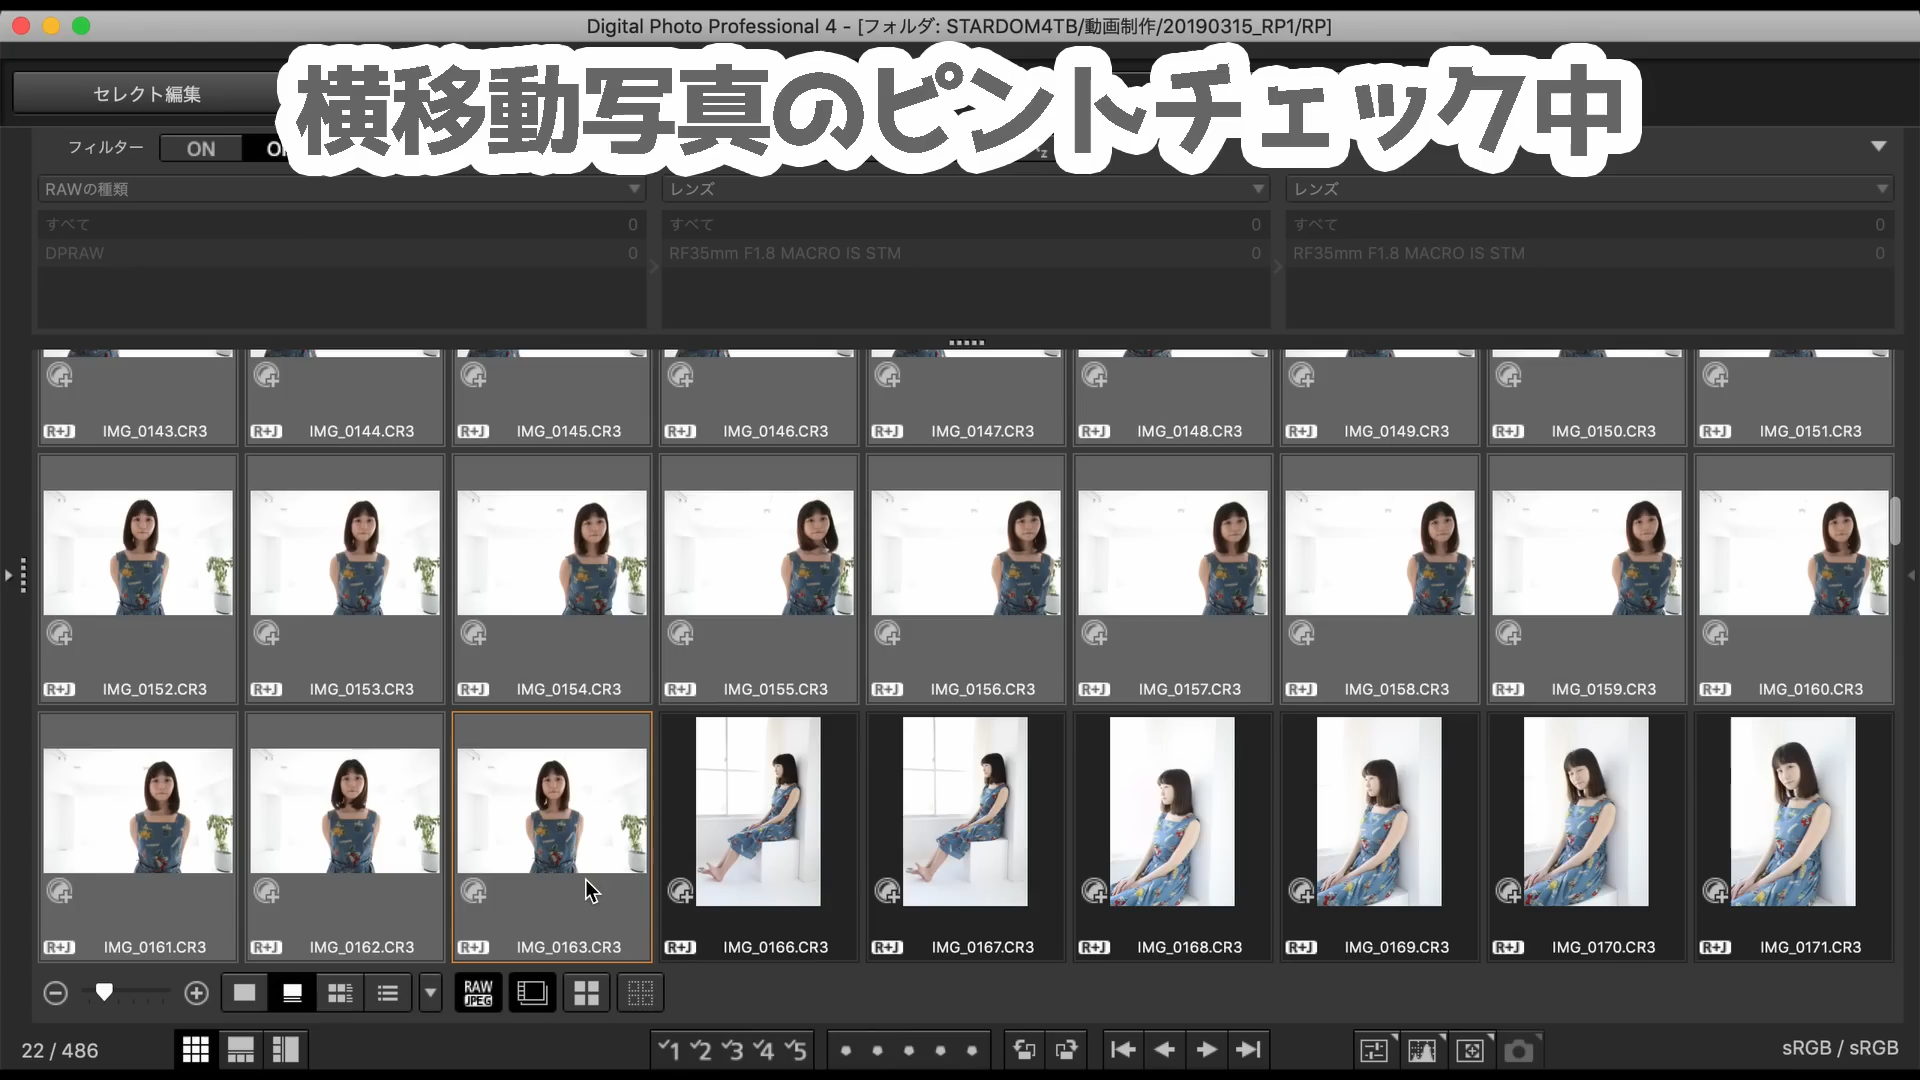 Digital Photo Professional 4 - [フォルダ: STARDOM4TB/動画制作/20190315_RP1/RP]
横移動写真のピントチェック中
セレクト編集
フィルター ON
RAWの種類 レンズ レンズ
すべて 0 すべて 0 すべて 0
DPRAW 0 RF35mm F1.8 MACRO IS STM 0 RF35mm F1.8 MACRO IS STM 0
R+J IMG_0143.CR3 R+J IMG_0144.CR3 R+J IMG_0145.CR3 R+J IMG_0146.CR3 R+J IMG_0147.CR3 R+J IMG_0148.CR3 R+J IMG_0149.CR3 R+J IMG_0150.CR3 R+J IMG_0151.CR3
R+J IMG_0152.CR3 R+J IMG_0153.CR3 R+J IMG_0154.CR3 R+J IMG_0155.CR3 R+J IMG_0156.CR3 R+J IMG_0157.CR3 R+J IMG_0158.CR3 R+J IMG_0159.CR3 R+J IMG_0160.CR3
R+J IMG_0161.CR3 R+J IMG_0162.CR3 R+J IMG_0163.CR3 R+J IMG_0166.CR3 R+J IMG_0167.CR3 R+J IMG_0168.CR3 R+J IMG_0169.CR3 R+J IMG_0170.CR3 R+J IMG_0171.CR3
RAW
JPEG
22 / 486 1 2 3 4 5 sRGB / sRGB